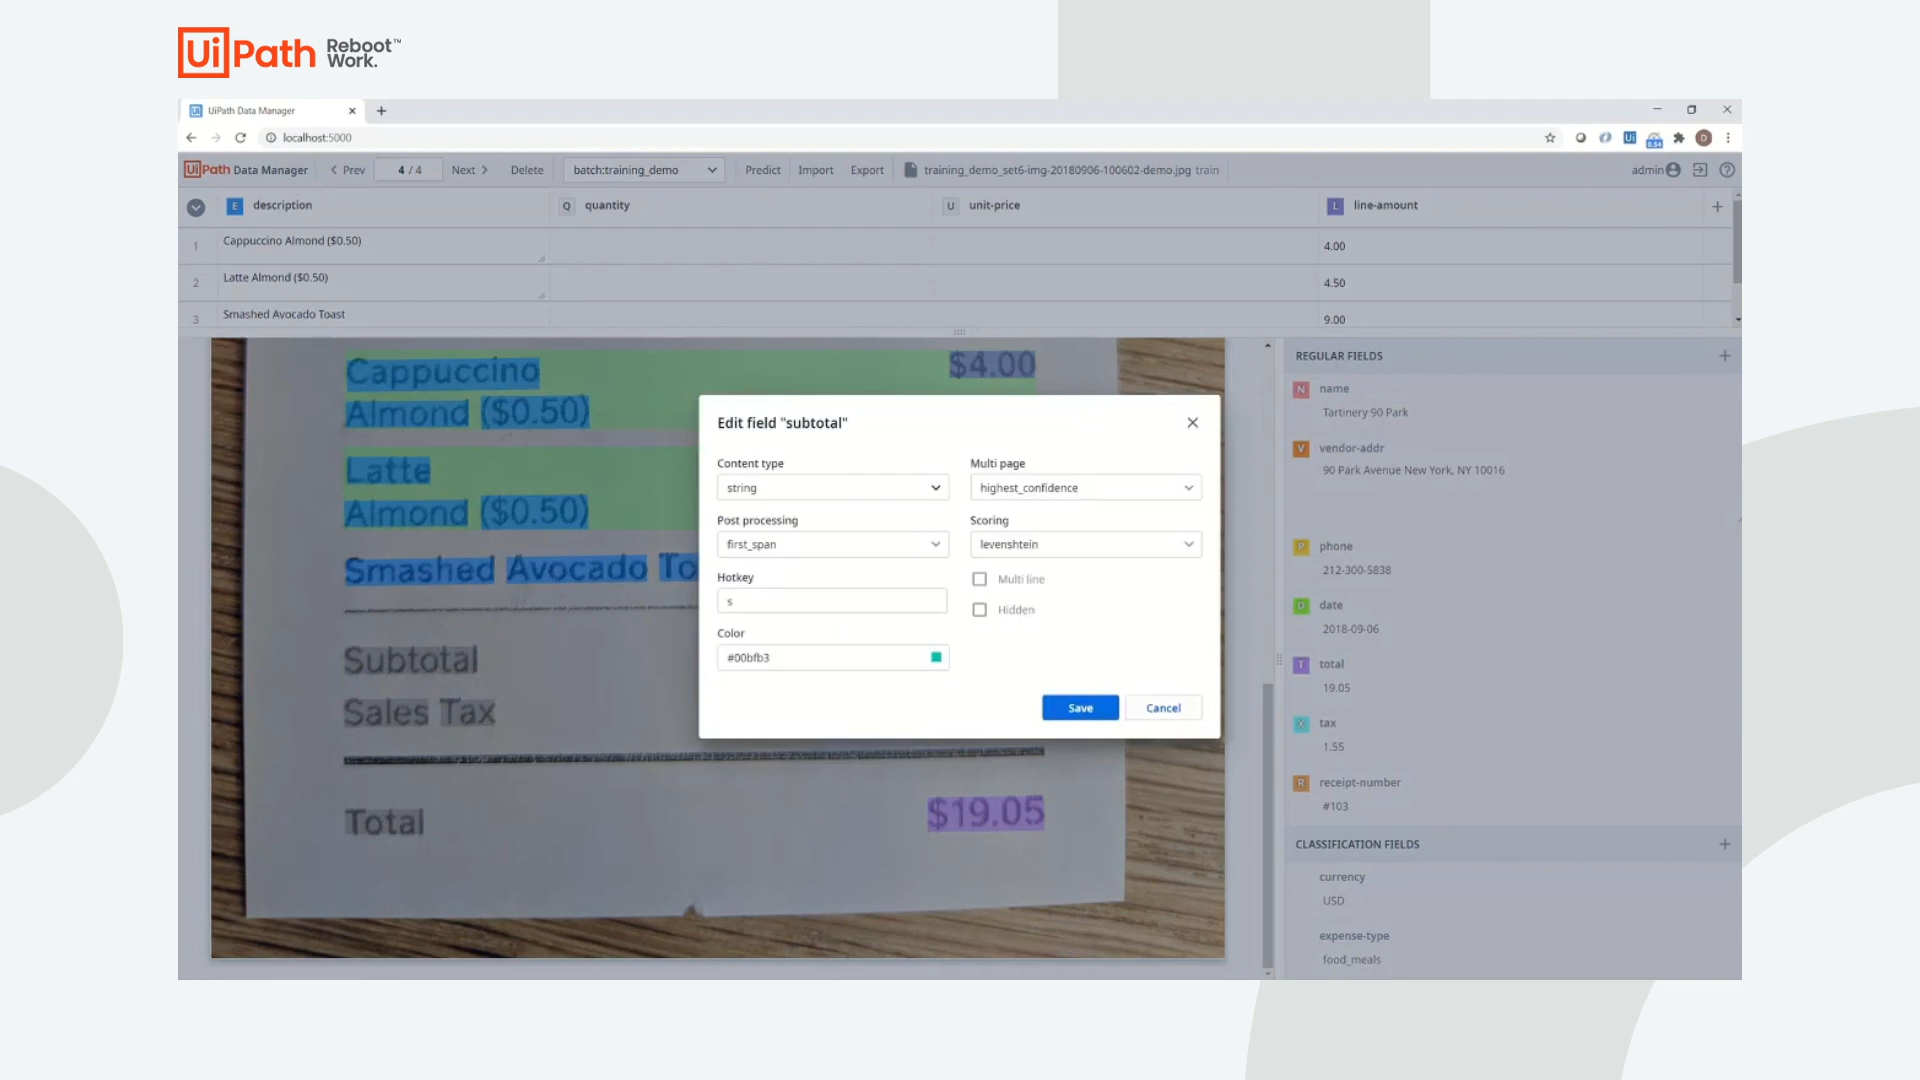 UiPath Reboot Work.™
UiPath Data Manager
localhost:5000
UiPath Data Manager Prev 4 / 4 Next Delete batch:training_demo Predict Import Export training_demo_set6-img-20180906-100602-demo.jpg train admin
E description Q quantity U unit-price L line-amount
1 Cappuccino Almond ($0.50) 4.00
2 Latte Almond ($0.50) 4.50
3 Smashed Avocado Toast 9.00
Cappuccino $4.00
Almond ($0.50)
Latte
Almond ($0.50)
Smashed Avocado To
Subtotal
Sales Tax
Total $19.05
Edit field "subtotal"
Content type
string
Multi page
highest_confidence
Post processing
first_span
Scoring
levenshtein
Hotkey
s
Multi line
Hidden
Color
#00bfb3
Save Cancel
REGULAR FIELDS
N name
Tartinery 90 Park
V vendor-addr
90 Park Avenue New York, NY 10016
P phone
212-300-5838
D date
2018-09-06
T total
19.05
X tax
1.55
R receipt-number
#103
CLASSIFICATION FIELDS
currency
USD
expense-type
food_meals